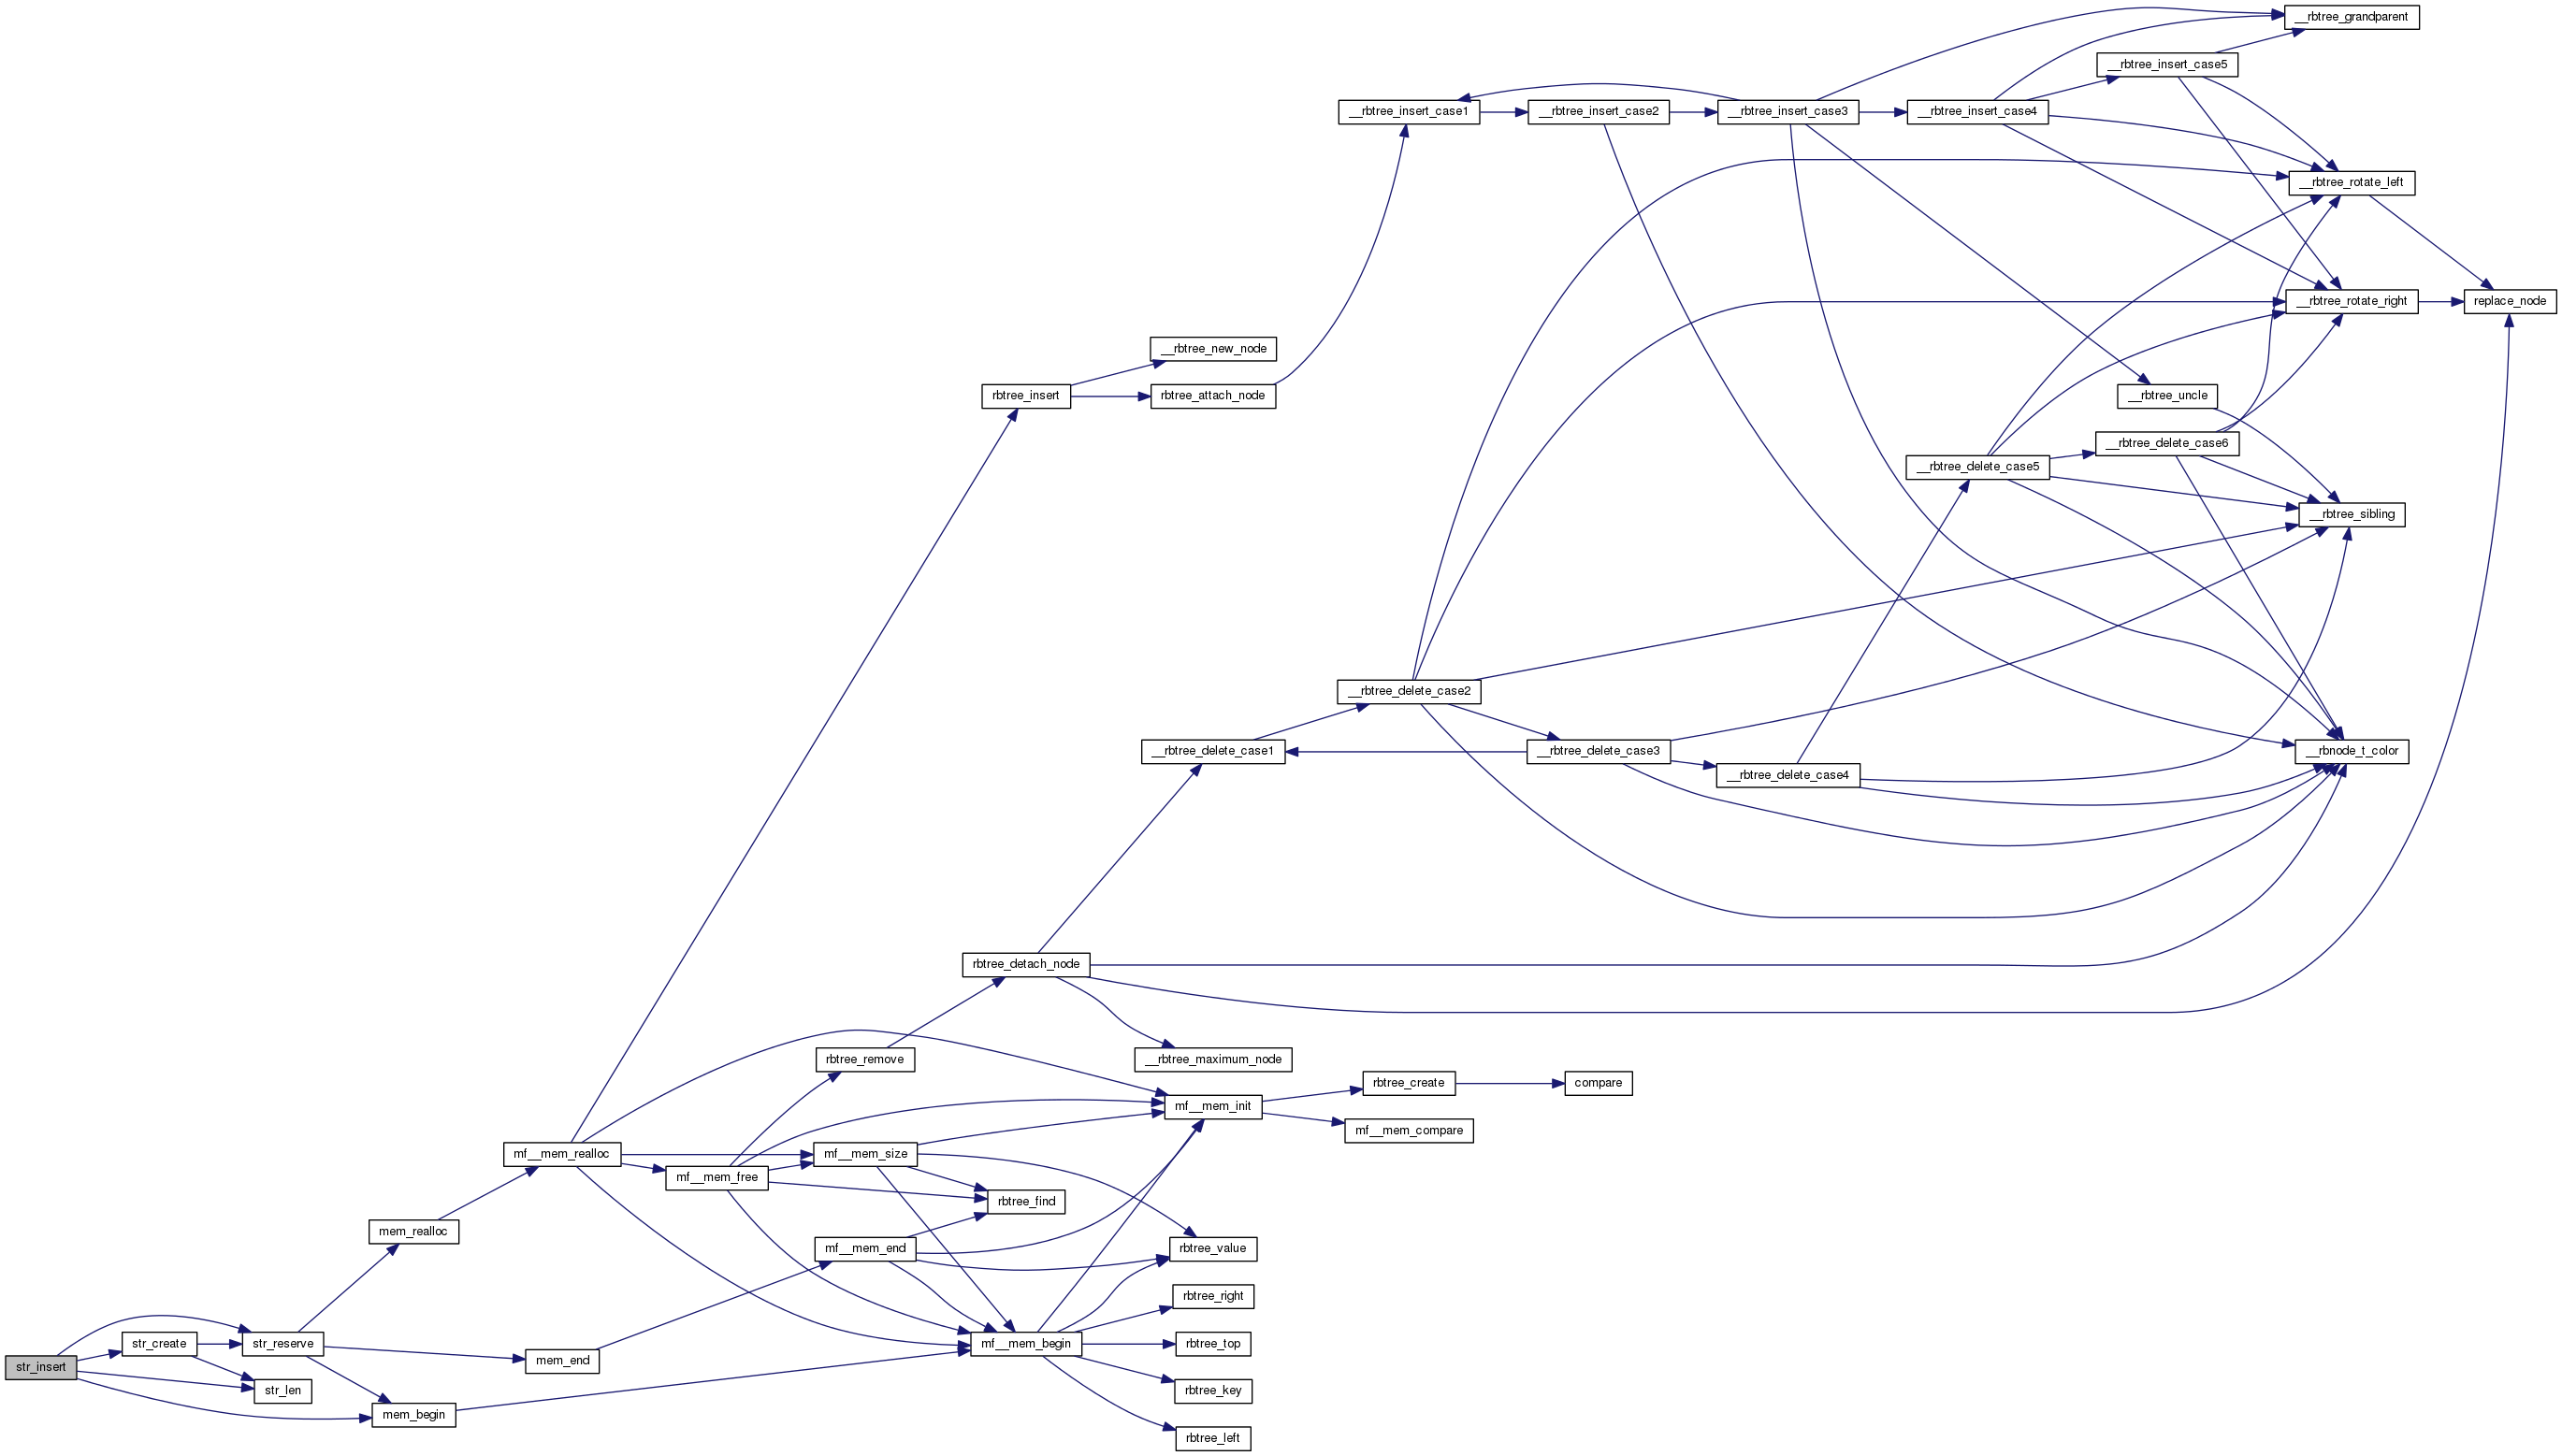 __rbtree_grandparent
__rbtree_insert_case5
__rbtree_insert_case1
__rbtree_insert_case2
__rbtree_insert_case3
__rbtree_insert_case4
__rbtree_rotate_left
__rbtree_rotate_right
replace_node
__rbtree_new_node
rbtree_insert
rbtree_attach_node
__rbtree_uncle
__rbtree_delete_case6
__rbtree_delete_case5
__rbtree_sibling
__rbtree_delete_case2
__rbtree_delete_case1
__rbtree_delete_case3
__rbnode_t_color
__rbtree_delete_case4
rbtree_detach_node
rbtree_remove
__rbtree_maximum_node
rbtree_create
compare
mf__mem_init
mf__mem_compare
mf__mem_realloc
mf__mem_size
mf__mem_free
rbtree_find
mem_realloc
mf__mem_end
rbtree_value
rbtree_right
str_create
str_reserve
mf__mem_begin
rbtree_top
str_insert
mem_end
str_len
rbtree_key
mem_begin
rbtree_left